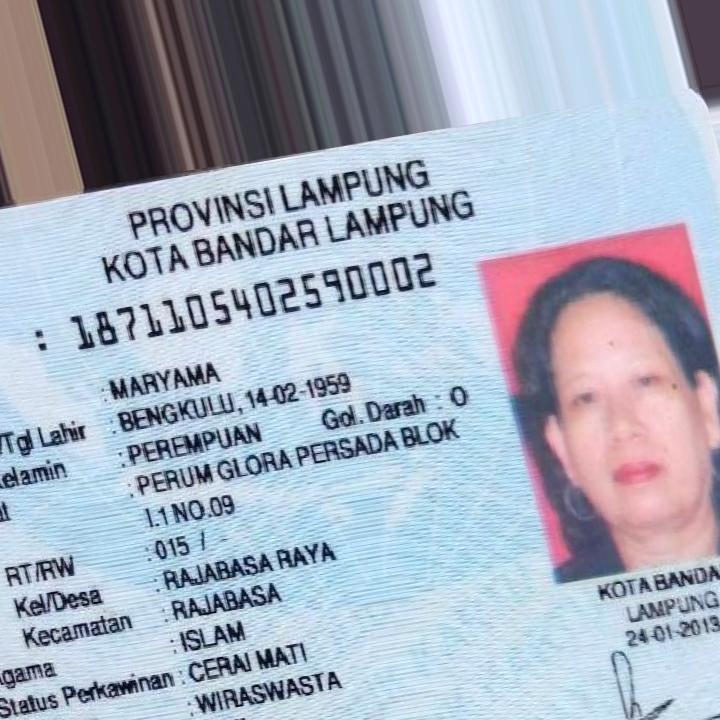 PROVINSI LAMPUNG
KOTA BANDAR LAMPUNG
: 1871105402590002
: MARYAMA
/Tgl Lahir : BENGKULU, 14-02-1959
elamin : PEREMPUAN Gol. Darah : O
: PERUM GLORA PERSADA BLOK
I.1 NO.09
RT/RW : 015 / -
Kel/Desa : RAJABASA RAYA
Kecamatan : RAJABASA
gama : ISLAM
Status Perkawinan : CERAI MATI
: WIRASWASTA
KOTA BANDA
LAMPUNG
24-01-2013